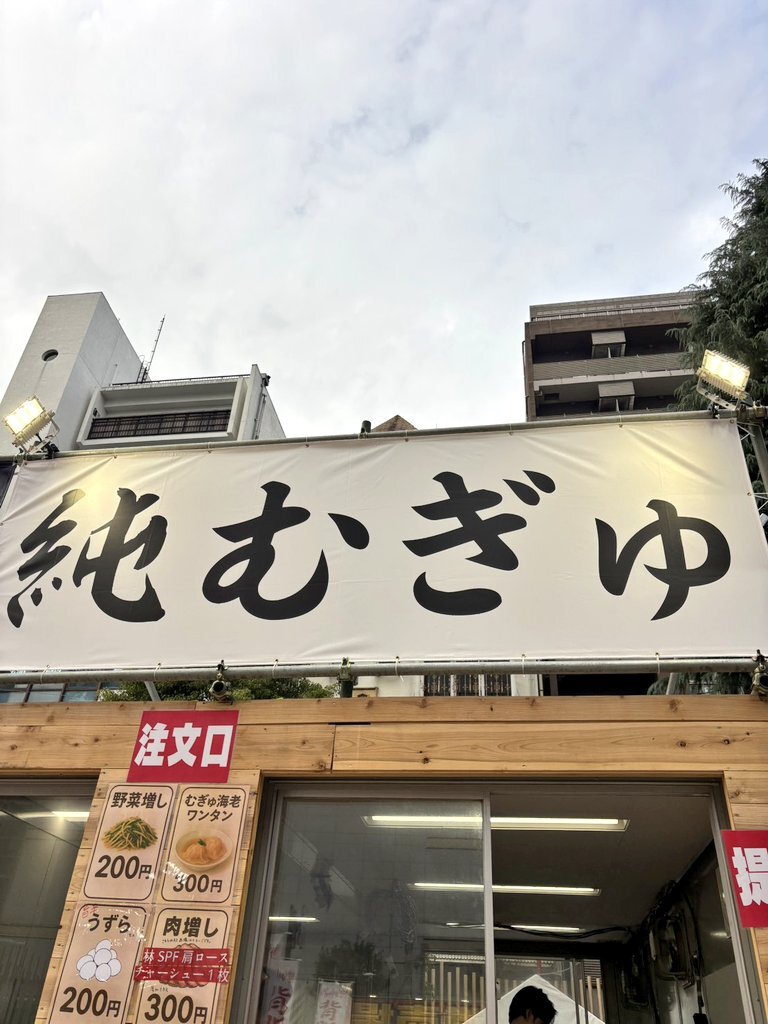 純むぎゅ
注文口
野菜増し
200円
むぎゅ海老
ワンタン
300円
うずら
200円
肉増し
林SPF肩ロース
チャーシュー1枚
300円
提
背
背